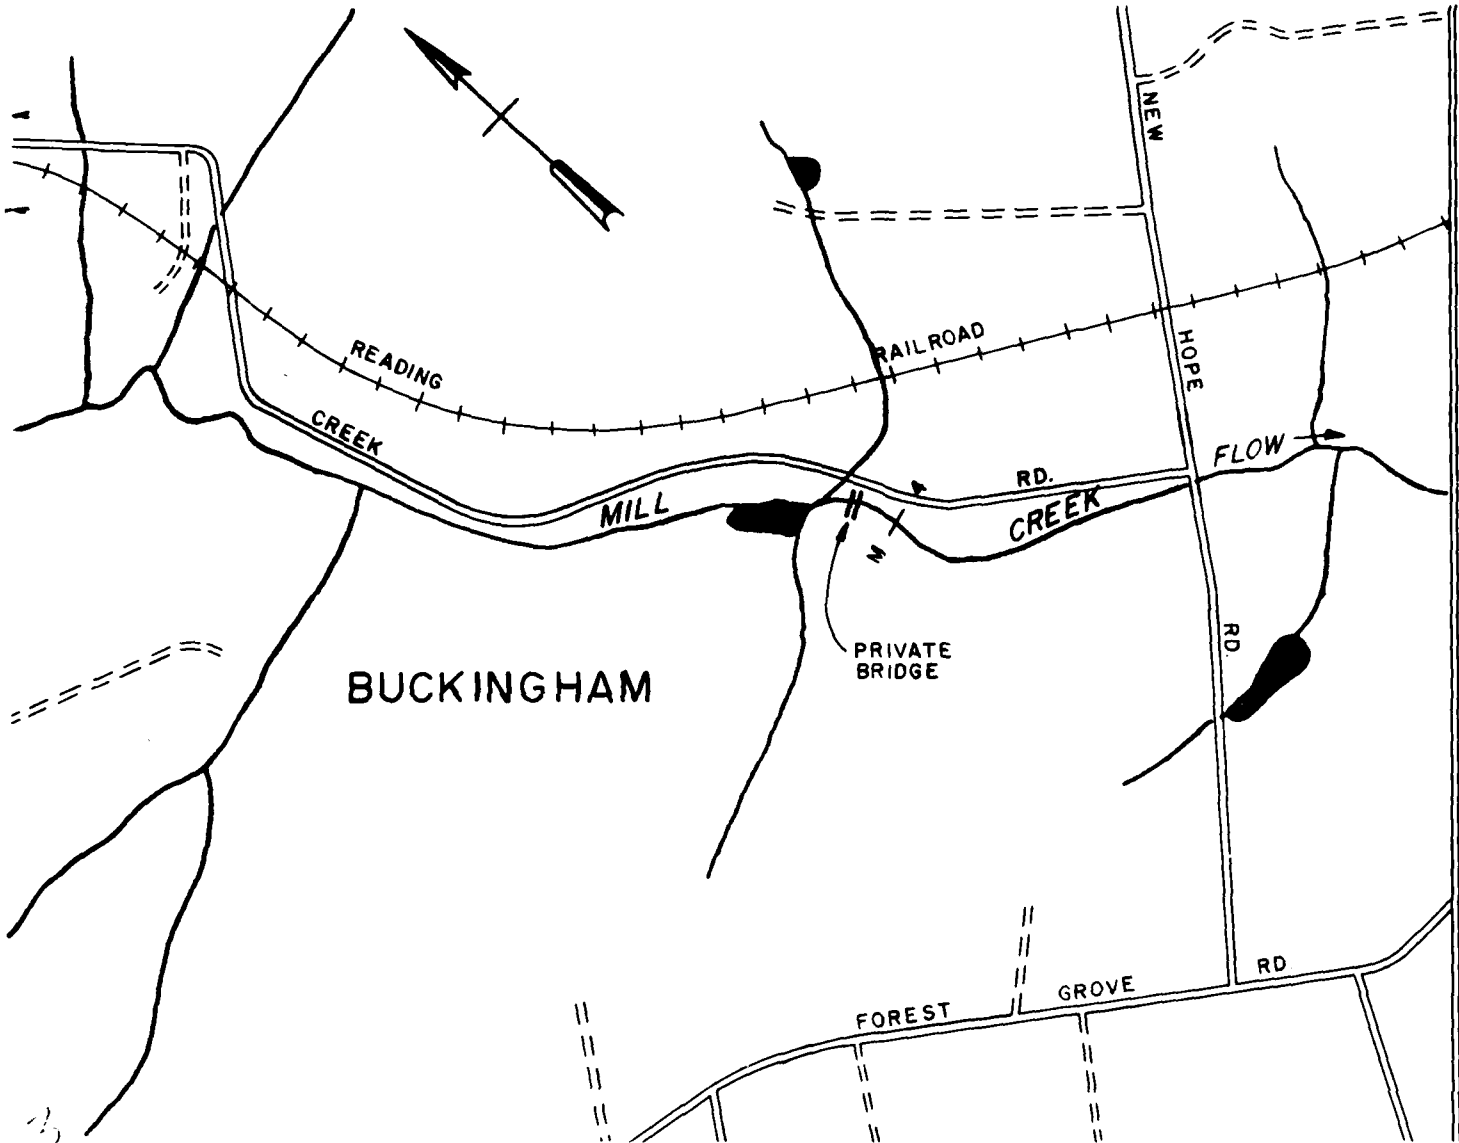 NEW
HOPE
RD.
READING
RAILROAD
CREEK
RD.
MILL
CREEK
FLOW
A
M
PRIVATE
BRIDGE
BUCKINGHAM
FOREST
GROVE
RD